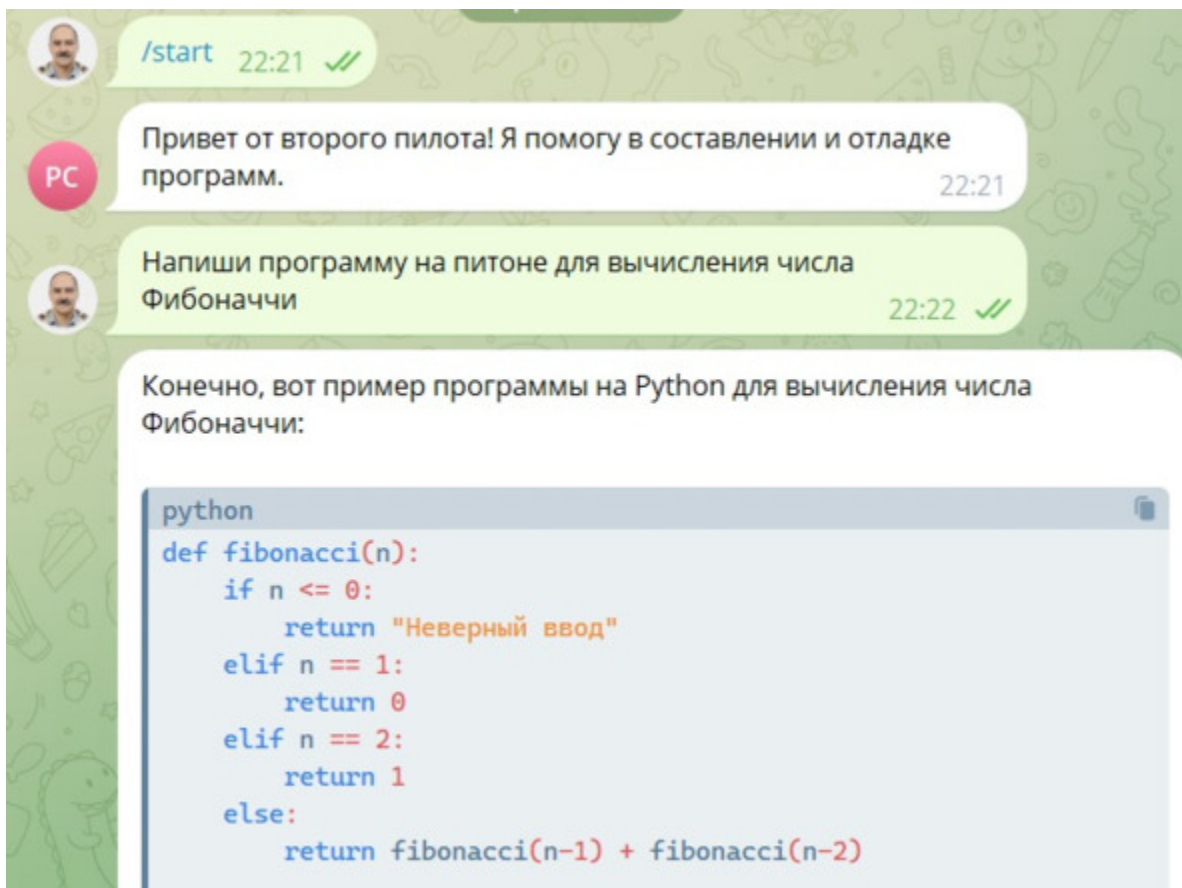 /start 22:21
Привет от второго пилота! Я помогу в составлении и отладке
программ.
22:21
PC
Напиши программу на питоне для вычисления числа
Фибоначчи
22:22
Конечно, вот пример программы на Python для вычисления числа
Фибоначчи:
python
def fibonacci(n):
    if n <= 0:
        return "Неверный ввод"
    elif n == 1:
        return 0
    elif n == 2:
        return 1
    else:
        return fibonacci(n-1) + fibonacci(n-2)